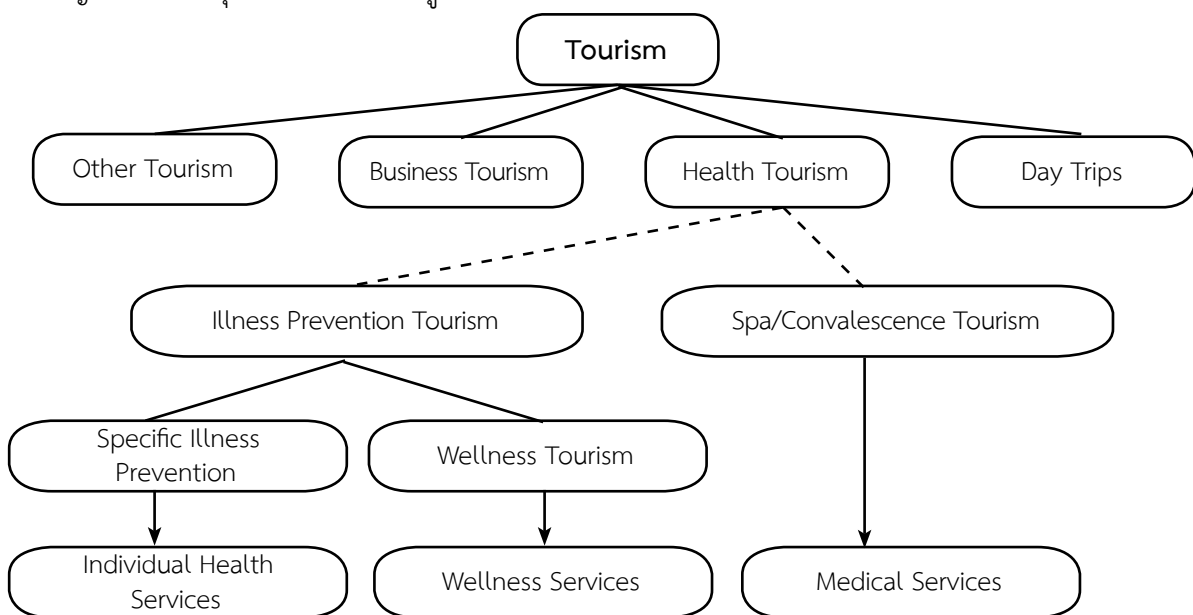 Tourism
Other Tourism
Business Tourism
Health Tourism
Day Trips
Illness Prevention Tourism
Spa/Convalescence Tourism
Specific Illness
Prevention
Wellness Tourism
Individual Health
Services
Wellness Services
Medical Services